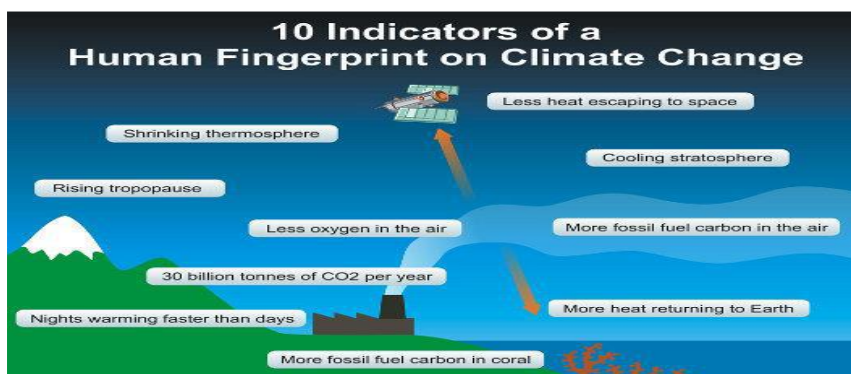 10 Indicators of a
Human Fingerprint on Climate Change
Less heat escaping to space
Shrinking thermosphere
Cooling stratosphere
Rising tropopause
Less oxygen in the air
More fossil fuel carbon in the air
30 billion tonnes of CO2 per year
More heat returning to Earth
Nights warming faster than days
More fossil fuel carbon in coral